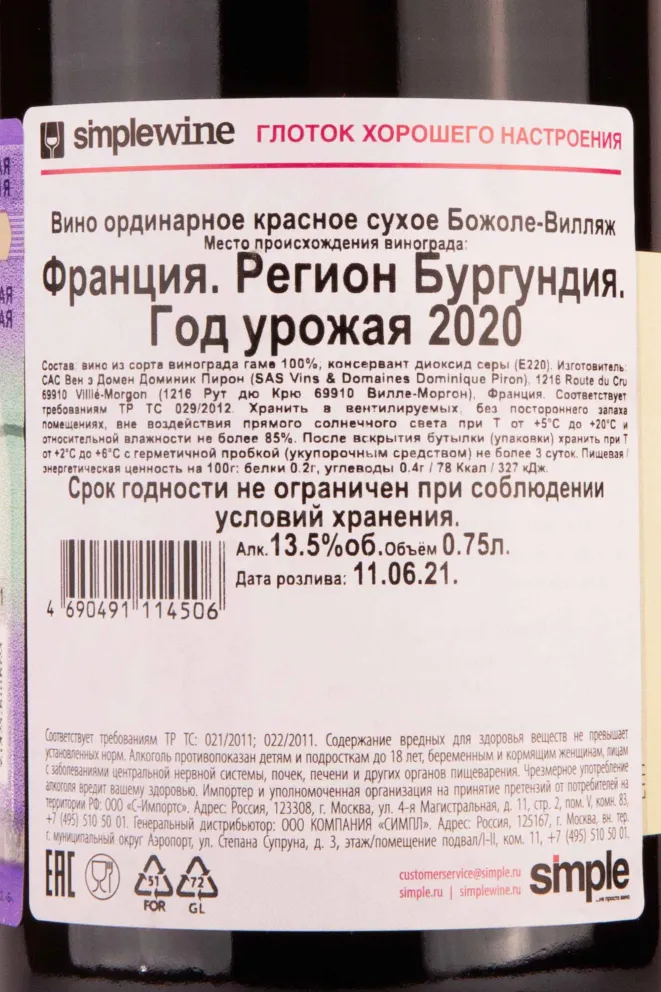 simplewine ГЛОТОК ХОРОШЕГО НАСТРОЕНИЯ
Вино ординарное красное сухое Божоле-Вилляж
Место происхождения винограда:
Франция. Регион Бургундия.
Год урожая 2020
Состав: вино из сорта винограда гаме 100%, консервант диоксид серы (E220). Изготовитель:
САС Вен э Домен Доминик Пирон (SAS Vins & Domaines Dominique Piron), 1216 Route du Cru
69910 Villié-Morgon (1216 Рут дю Крю 69910 Вилле-Моргон), Франция. Соответствует
требованиям ТР ТС 029/2012. Хранить в вентилируемых, без постороннего запаха
помещениях, вне воздействия прямого солнечного света при Т от +5°С до +20°С и
относительной влажности не более 85%. После вскрытия бутылки (упаковки) хранить при Т
от +2°С до +6°С с герметичной пробкой (укупорочным средством) не более 3 суток. Пищевая /
энергетическая ценность на 100г: белки 0.2г, углеводы 0.4г / 78 Ккал / 327 кДж.
Срок годности не ограничен при соблюдении
условий хранения.
Алк. 13.5%об. Объём 0.75л.
Дата розлива: 11.06.21.
4 690491 114506
Соответствует требованиям ТР ТС: 021/2011; 022/2011. Содержание вредных для здоровья веществ не превышает
установленных норм. Алкоголь противопоказан детям и подросткам до 18 лет, беременным и кормящим женщинам, лицам
с заболеваниями центральной нервной системы, почек, печени и других органов пищеварения. Чрезмерное употребление
алкоголя вредит вашему здоровью. Импортер и уполномоченная организация на принятие претензий от потребителей на
территории РФ: ООО «С-Импортс». Адрес: Россия, 123308, г. Москва, ул. 4-я Магистральная, д. 11, стр. 2, пом. V, комн. 83,
+7 (495) 510 50 01. Генеральный дистрибьютор: ООО КОМПАНИЯ «СИМПЛ». Адрес: Россия, 125167, г. Москва, вн. тер.
г. муниципальный округ Аэропорт, ул. Степана Супруна, д. 3, этаж/помещение подвал/I-II, ком. 11, +7 (495) 510 50 01.
EAC
51
FOR
72
GL
customerservice@simple.ru
simple.ru | simplewine.ru
simple
...не просто вино